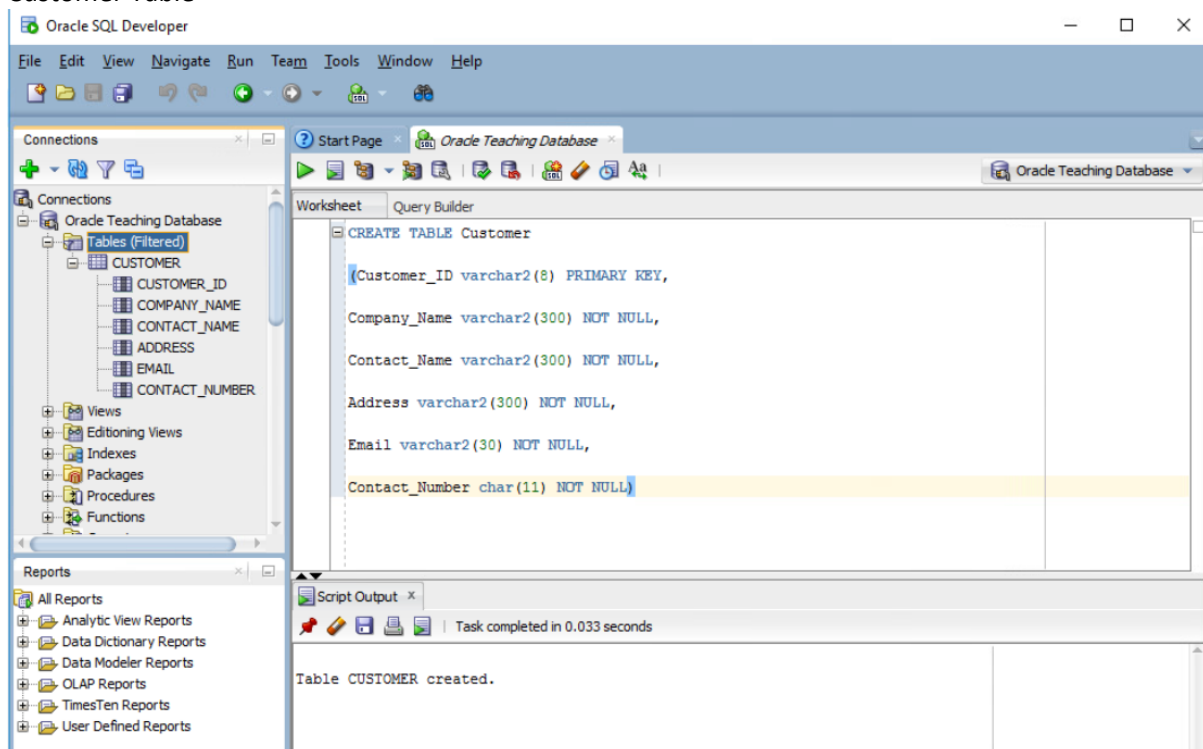 Customer Table
Oracle SQL Developer
File Edit View Navigate Run Team Tools Window Help
Connections
Start Page
Oracle Teaching Database
Oracle Teaching Database
Connections
Oracle Teaching Database
Tables (Filtered)
CUSTOMER
CUSTOMER_ID
COMPANY_NAME
CONTACT_NAME
ADDRESS
EMAIL
CONTACT_NUMBER
Views
Editioning Views
Indexes
Packages
Procedures
Functions
Worksheet Query Builder
CREATE TABLE Customer
(Customer_ID varchar2(8) PRIMARY KEY,
Company_Name varchar2(300) NOT NULL,
Contact_Name varchar2(300) NOT NULL,
Address varchar2(300) NOT NULL,
Email varchar2(30) NOT NULL,
Contact_Number char(11) NOT NULL)
Reports
All Reports
Analytic View Reports
Data Dictionary Reports
Data Modeler Reports
OLAP Reports
TimesTen Reports
User Defined Reports
Script Output
Task completed in 0.033 seconds
Table CUSTOMER created.